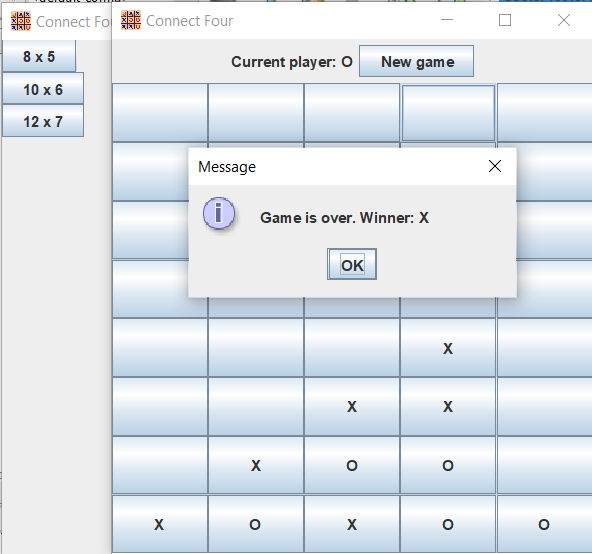 Connect Fou
Connect Four
8 x 5
10 x 6
12 x 7
Current player: O
New game
Message
Game is over. Winner: X
OK
X
X X
X O O
X O X O O